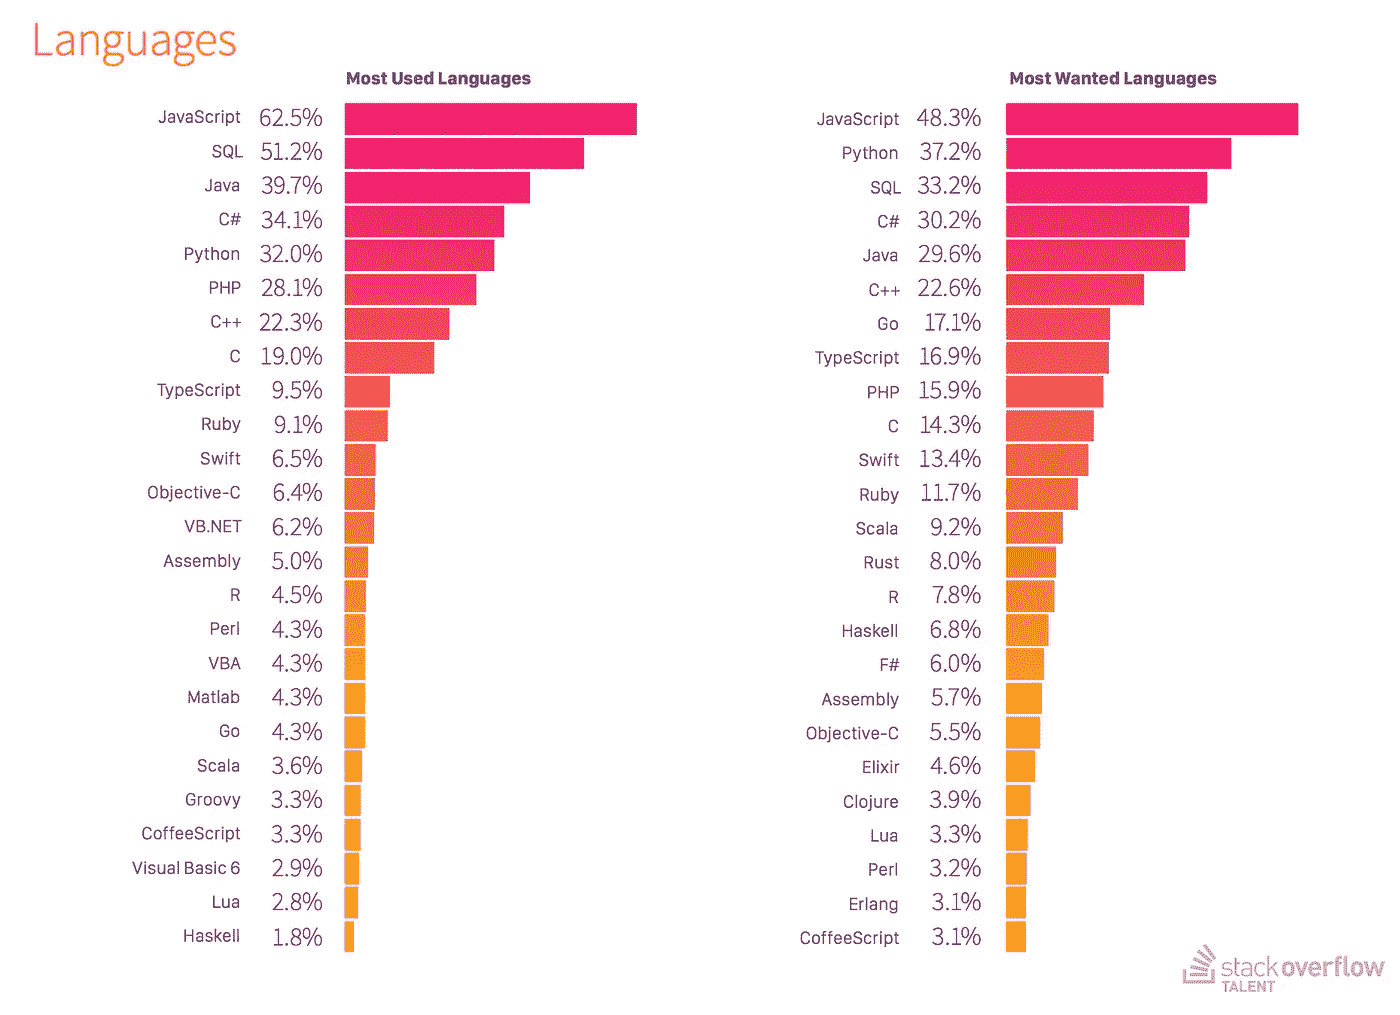 Languages
Most Used Languages
JavaScript 62.5%
SQL 51.2%
Java 39.7%
C# 34.1%
Python 32.0%
PHP 28.1%
C++ 22.3%
C 19.0%
TypeScript 9.5%
Ruby 9.1%
Swift 6.5%
Objective-C 6.4%
VB.NET 6.2%
Assembly 5.0%
R 4.5%
Perl 4.3%
VBA 4.3%
Matlab 4.3%
Go 4.3%
Scala 3.6%
Groovy 3.3%
CoffeeScript 3.3%
Visual Basic 6 2.9%
Lua 2.8%
Haskell 1.8%
Most Wanted Languages
JavaScript 48.3%
Python 37.2%
SQL 33.2%
C# 30.2%
Java 29.6%
C++ 22.6%
Go 17.1%
TypeScript 16.9%
PHP 15.9%
C 14.3%
Swift 13.4%
Ruby 11.7%
Scala 9.2%
Rust 8.0%
R 7.8%
Haskell 6.8%
F# 6.0%
Assembly 5.7%
Objective-C 5.5%
Elixir 4.6%
Clojure 3.9%
Lua 3.3%
Perl 3.2%
Erlang 3.1%
CoffeeScript 3.1%
stackoverflow
TALENT